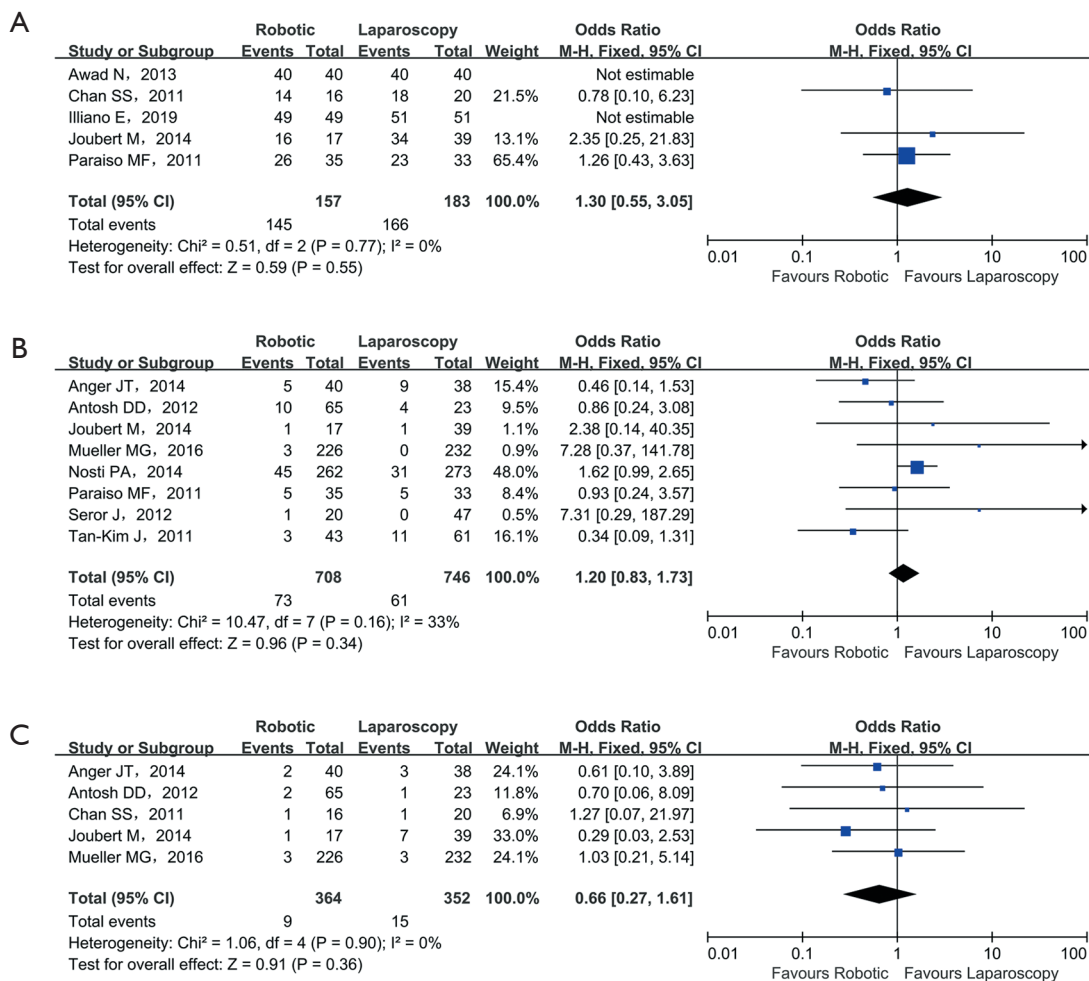 A
Robotic Laparoscopy Odds Ratio Odds Ratio
Study or Subgroup Events Total Events Total Weight M-H, Fixed, 95% CI M-H, Fixed, 95% CI
Awad N，2013 40 40 40 40 Not estimable
Chan SS，2011 14 16 18 20 21.5% 0.78 [0.10, 6.23]
Illiano E，2019 49 49 51 51 Not estimable
Joubert M，2014 16 17 34 39 13.1% 2.35 [0.25, 21.83]
Paraiso MF，2011 26 35 23 33 65.4% 1.26 [0.43, 3.63]
Total (95% CI) 157 183 100.0% 1.30 [0.55, 3.05]
Total events 145 166
Heterogeneity: Chi² = 0.51, df = 2 (P = 0.77); I² = 0%
Test for overall effect: Z = 0.59 (P = 0.55)
0.01 0.1 1 10 100
Favours Robotic Favours Laparoscopy
B
Robotic Laparoscopy Odds Ratio Odds Ratio
Study or Subgroup Events Total Events Total Weight M-H, Fixed, 95% CI M-H, Fixed, 95% CI
Anger JT，2014 5 40 9 38 15.4% 0.46 [0.14, 1.53]
Antosh DD，2012 10 65 4 23 9.5% 0.86 [0.24, 3.08]
Joubert M，2014 1 17 1 39 1.1% 2.38 [0.14, 40.35]
Mueller MG，2016 3 226 0 232 0.9% 7.28 [0.37, 141.78]
Nosti PA，2014 45 262 31 273 48.0% 1.62 [0.99, 2.65]
Paraiso MF，2011 5 35 5 33 8.4% 0.93 [0.24, 3.57]
Seror J，2012 1 20 0 47 0.5% 7.31 [0.29, 187.29]
Tan-Kim J，2011 3 43 11 61 16.1% 0.34 [0.09, 1.31]
Total (95% CI) 708 746 100.0% 1.20 [0.83, 1.73]
Total events 73 61
Heterogeneity: Chi² = 10.47, df = 7 (P = 0.16); I² = 33%
Test for overall effect: Z = 0.96 (P = 0.34)
0.01 0.1 1 10 100
Favours Robotic Favours Laparoscopy
C
Robotic Laparoscopy Odds Ratio Odds Ratio
Study or Subgroup Events Total Events Total Weight M-H, Fixed, 95% CI M-H, Fixed, 95% CI
Anger JT，2014 2 40 3 38 24.1% 0.61 [0.10, 3.89]
Antosh DD，2012 2 65 1 23 11.8% 0.70 [0.06, 8.09]
Chan SS，2011 1 16 1 20 6.9% 1.27 [0.07, 21.97]
Joubert M，2014 1 17 7 39 33.0% 0.29 [0.03, 2.53]
Mueller MG，2016 3 226 3 232 24.1% 1.03 [0.21, 5.14]
Total (95% CI) 364 352 100.0% 0.66 [0.27, 1.61]
Total events 9 15
Heterogeneity: Chi² = 1.06, df = 4 (P = 0.90); I² = 0%
Test for overall effect: Z = 0.91 (P = 0.36)
0.01 0.1 1 10 100
Favours Robotic Favours Laparoscopy